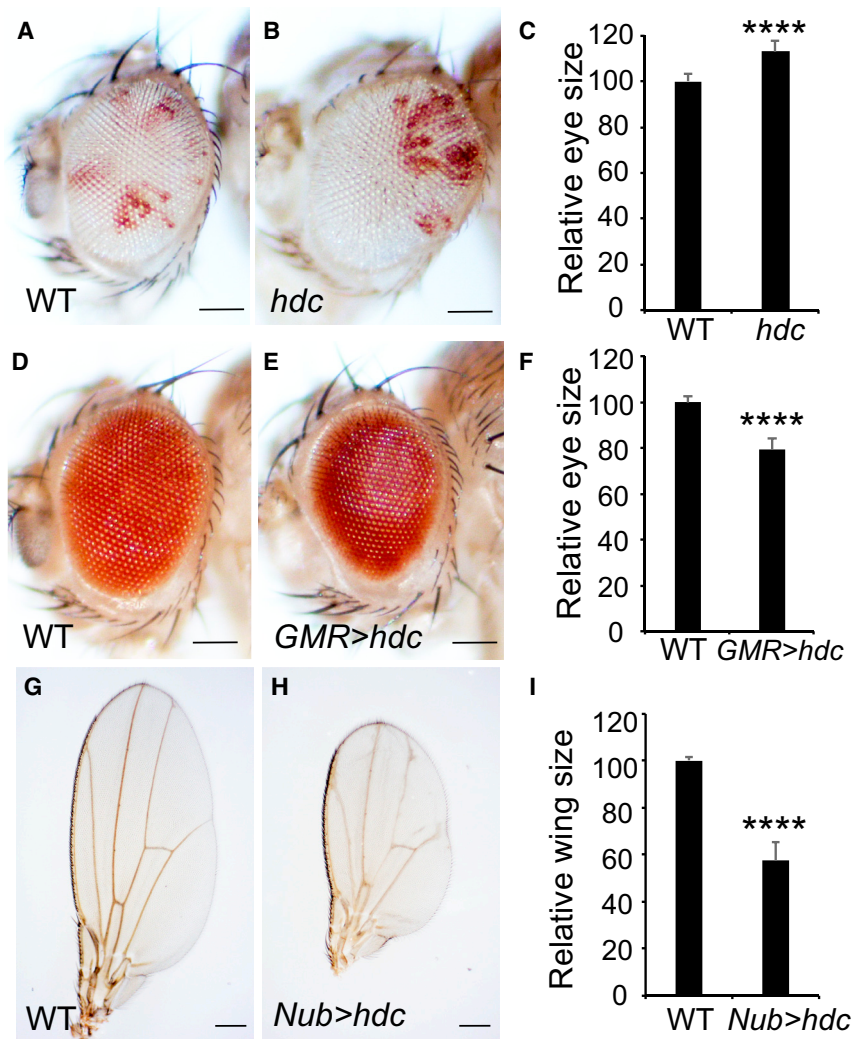 A
WT
B
hdc
C
Relative eye size
120
100
80
60
40
20
0
****
WT hdc
D
WT
E
GMR>hdc
F
Relative eye size
120
100
80
60
40
20
0
****
WT GMR>hdc
G
WT
H
Nub>hdc
I
Relative wing size
120
100
80
60
40
20
0
****
WT Nub>hdc